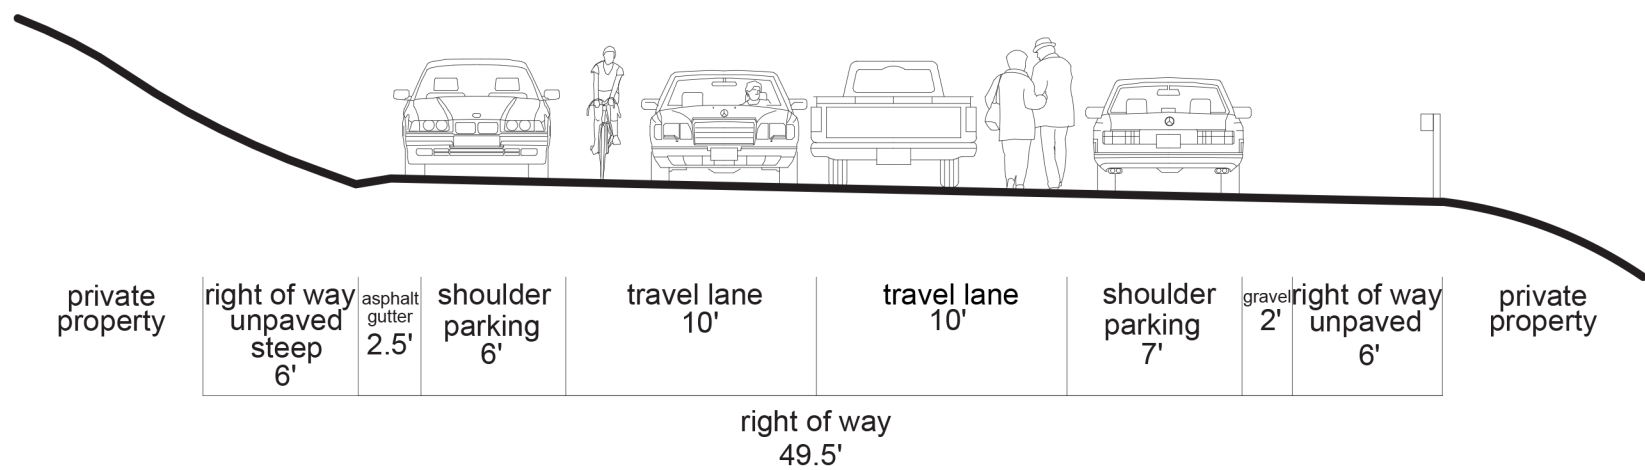 private
property
right of way
unpaved
steep
6'
asphalt
gutter
2.5'
shoulder
parking
6'
travel lane
10'
travel lane
10'
shoulder
parking
7'
gravel
2'
right of way
unpaved
6'
private
property
right of way
49.5'